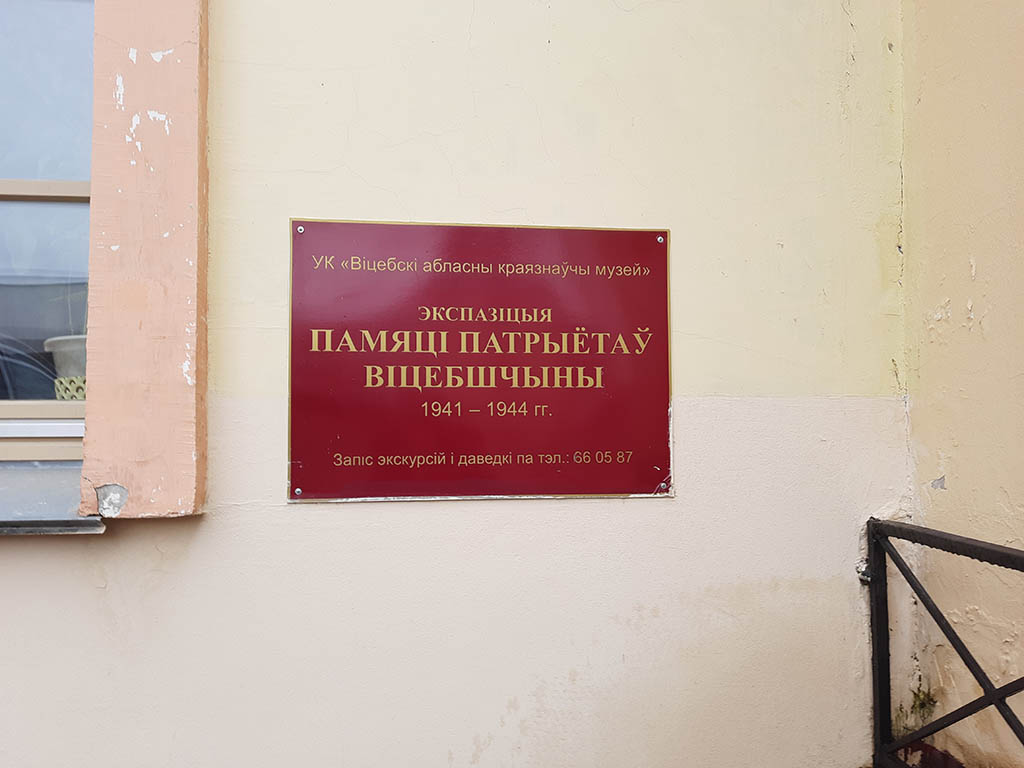 УК «Віцебскі абласны краязнаўчы музей»
ЭКСПАЗІЦЫЯ
ПАМЯЦІ ПАТРЫЁТАЎ
ВІЦЕБШЧЫНЫ
1941 – 1944 гг.
Запіс экскурсій і даведкі па тэл.: 66 05 87